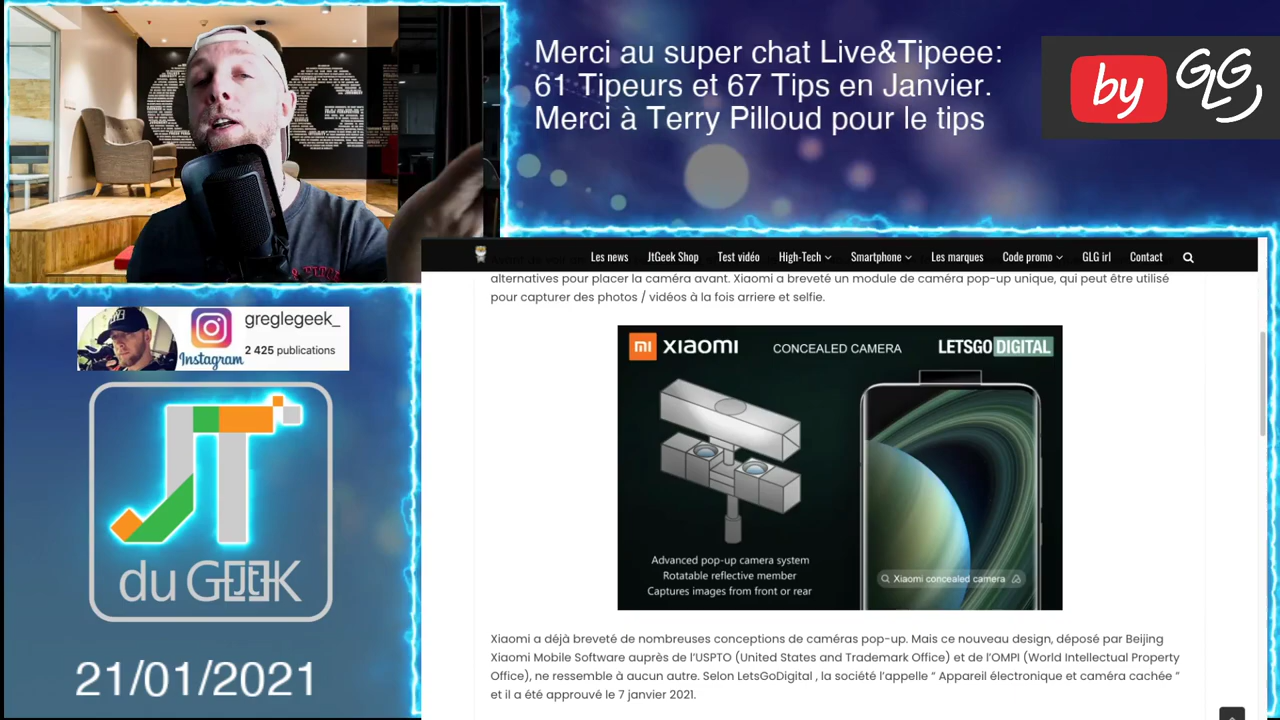 Merci au super chat Live&Tipeee:
61 Tipeurs et 67 Tips en Janvier.
Merci à Terry Pilloud pour le tips
by GLG
Les news JtGeek Shop Test vidéo High-Tech Smartphone Les marques Code promo GLG irl Contact
alternatives pour placer la caméra avant. Xiaomi a breveté un module de caméra pop-up unique, qui peut être utilisé
pour capturer des photos / vidéos à la fois arriere et selfie.
mi xiaomi CONCEALED CAMERA LETSGO DIGITAL
Advanced pop-up camera system
Rotatable reflective member
Captures images from front or rear
Xiaomi concealed camera
Xiaomi a déjà breveté de nombreuses conceptions de caméras pop-up. Mais ce nouveau design, déposé par Beijing
Xiaomi Mobile Software auprès de l'USPTO (United States and Trademark Office) et de l'OMPI (World Intellectual Property
Office), ne ressemble à aucun autre. Selon LetsGoDigital , la société l'appelle “ Appareil électronique et caméra cachée ”
et il a été approuvé le 7 janvier 2021.
greglegeek_
Instagram
2 425 publications
JT
du GEEK
21/01/2021